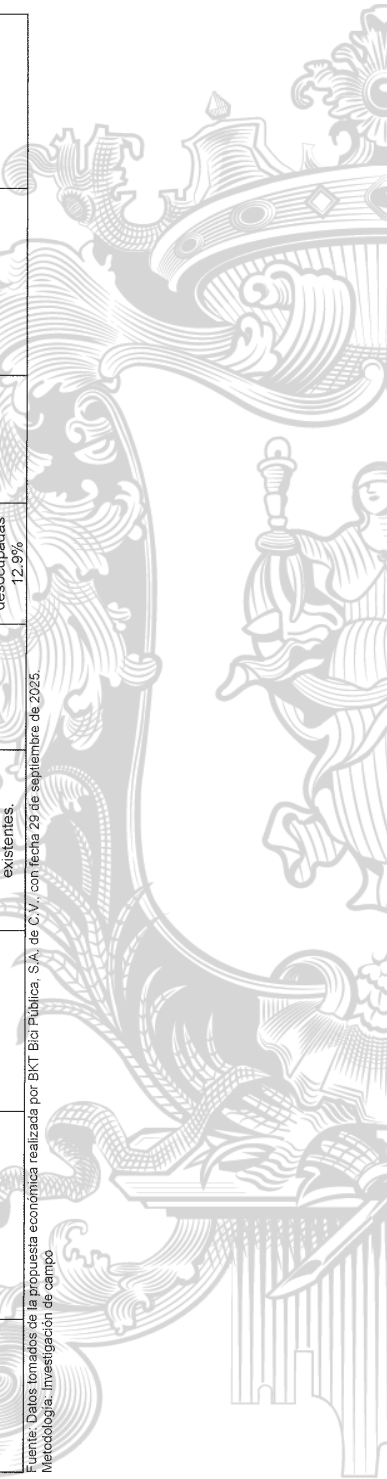 existentes.
desocupadas
12.9%
Fuente: Datos tomados de la propuesta económica realizada por BKT Bici Pública, S.A. de C.V., con fecha 29 de septiembre de 2025.
Metodología: Investigación de campo